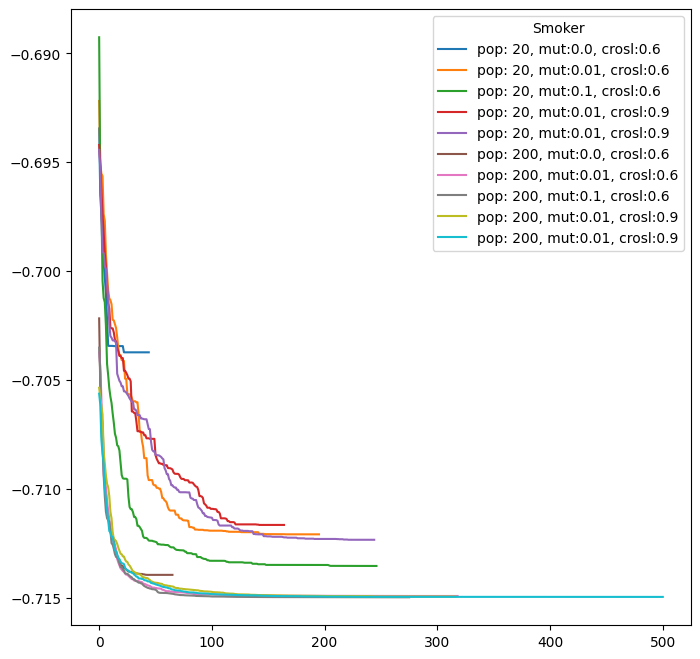 Smoker
pop: 20, mut:0.0, crosl:0.6
pop: 20, mut:0.01, crosl:0.6
pop: 20, mut:0.1, crosl:0.6
pop: 20, mut:0.01, crosl:0.9
pop: 20, mut:0.01, crosl:0.9
pop: 200, mut:0.0, crosl:0.6
pop: 200, mut:0.01, crosl:0.6
pop: 200, mut:0.1, crosl:0.6
pop: 200, mut:0.01, crosl:0.9
pop: 200, mut:0.01, crosl:0.9
−0.690
−0.695
−0.700
−0.705
−0.710
−0.715
0 100 200 300 400 500